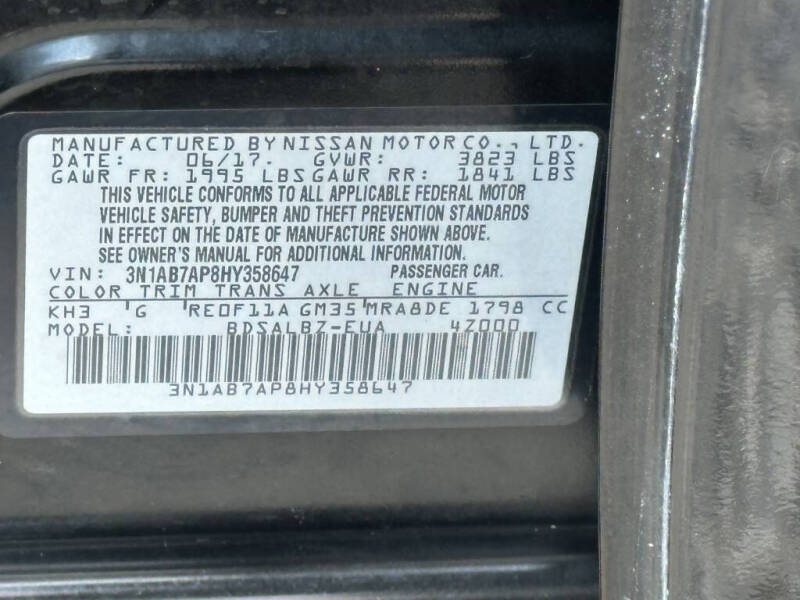 MANUFACTURED BY NISSAN MOTOR CO., LTD.
DATE: 06/17. GVWR: 3823 LBS
GAWR FR: 1995 LBS GAWR RR: 1841 LBS
THIS VEHICLE CONFORMS TO ALL APPLICABLE FEDERAL MOTOR
VEHICLE SAFETY, BUMPER AND THEFT PREVENTION STANDARDS
IN EFFECT ON THE DATE OF MANUFACTURE SHOWN ABOVE.
SEE OWNER'S MANUAL FOR ADDITIONAL INFORMATION.
VIN: 3N1AB7AP8HY358647 PASSENGER CAR.
COLOR TRIM TRANS AXLE ENGINE
KH3 'G 'RE0F11A GM35'MRA8DE 1798 CC
MODEL: BDSALBZ-EUA 4Z000
3N1AB7AP8HY358647